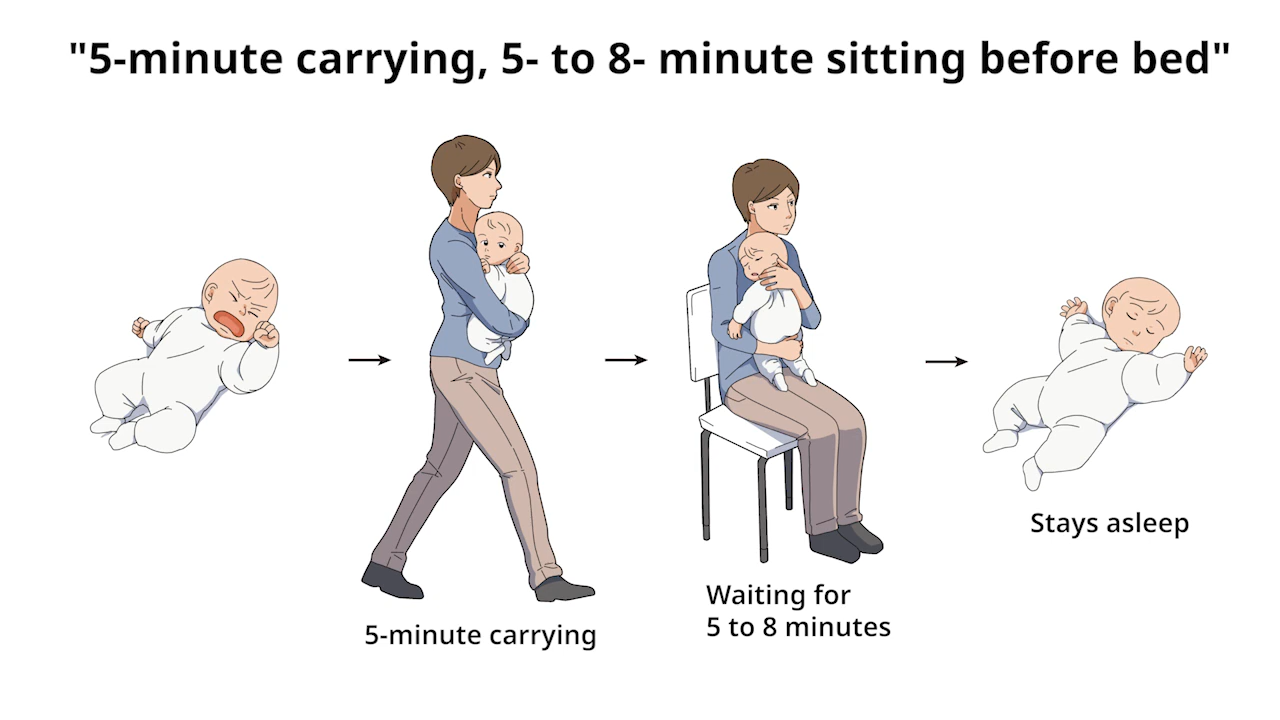 "5-minute carrying, 5- to 8- minute sitting before bed"
Stays asleep
Waiting for
5 to 8 minutes
5-minute carrying